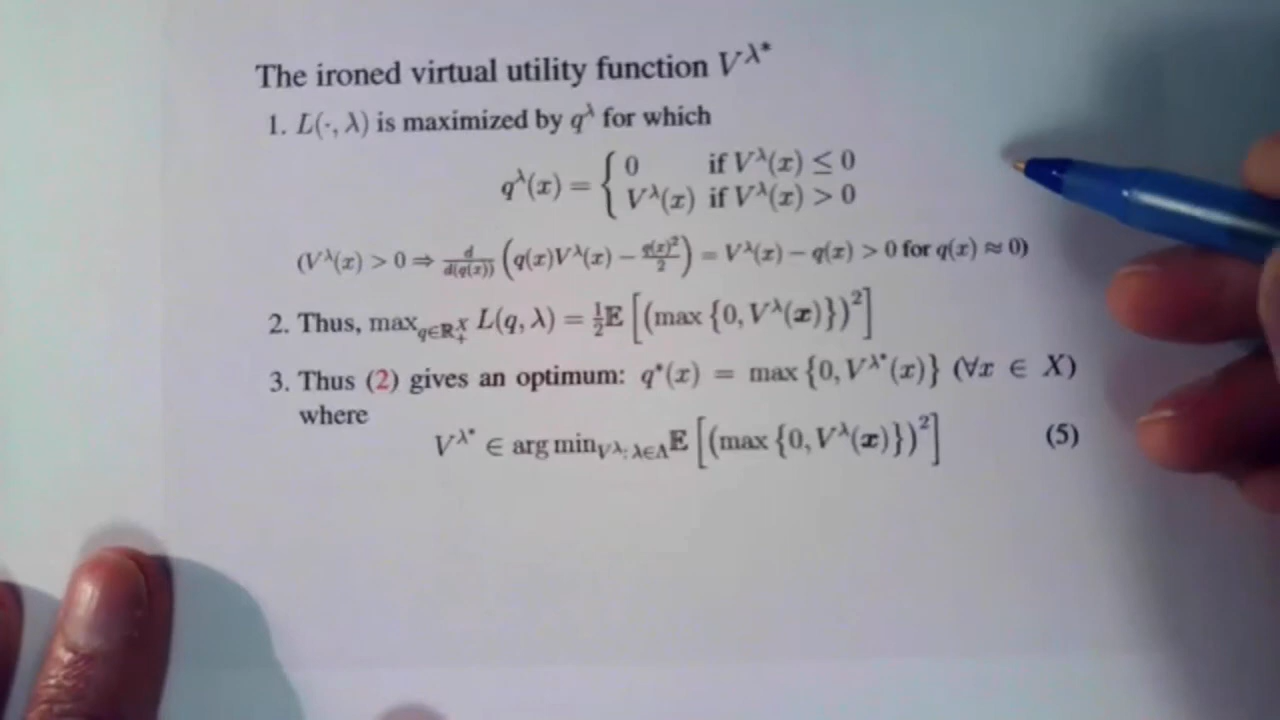 The ironed virtual utility function V^{λ*}
1. L(·, λ) is maximized by q^λ for which
q^λ(x) = { 0 if V^λ(x) ≤ 0
V^λ(x) if V^λ(x) > 0
(V^λ(x) > 0 ⇒ d/d(q(x)) (q(x)V^λ(x) − q(x)²/2) = V^λ(x) − q(x) > 0 for q(x) ≈ 0)
2. Thus, max_{q∈ℝ₊^X} L(q, λ) = ½𝔼[(max {0, V^λ(x)})²]
3. Thus (2) gives an optimum: q*(x) = max {0, V^{λ*}(x)} (∀x ∈ X)
where
V^{λ*} ∈ arg min_{V^λ: λ∈Λ} 𝔼[(max {0, V^λ(x)})²] (5)